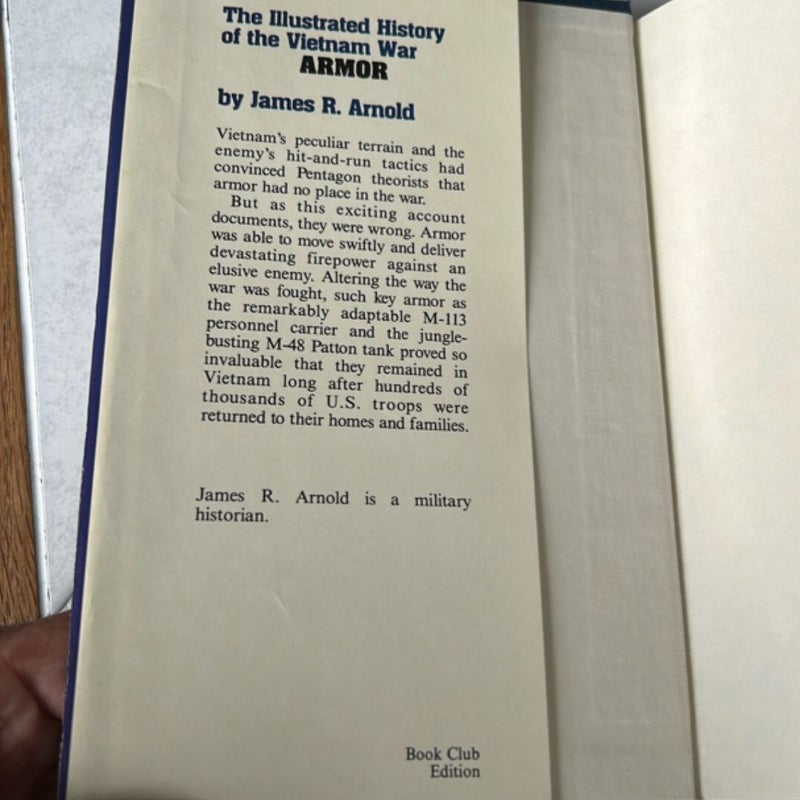 The Illustrated History
of the Vietnam War
ARMOR
by James R. Arnold
Vietnam's peculiar terrain and the
enemy's hit-and-run tactics had
convinced Pentagon theorists that
armor had no place in the war.
But as this exciting account
documents, they were wrong. Armor
was able to move swiftly and deliver
devastating firepower against an
elusive enemy. Altering the way the
war was fought, such key armor as
the remarkably adaptable M-113
personnel carrier and the jungle-
busting M-48 Patton tank proved so
invaluable that they remained in
Vietnam long after hundreds of
thousands of U.S. troops were
returned to their homes and families.
James R. Arnold is a military
historian.
Book Club
Edition